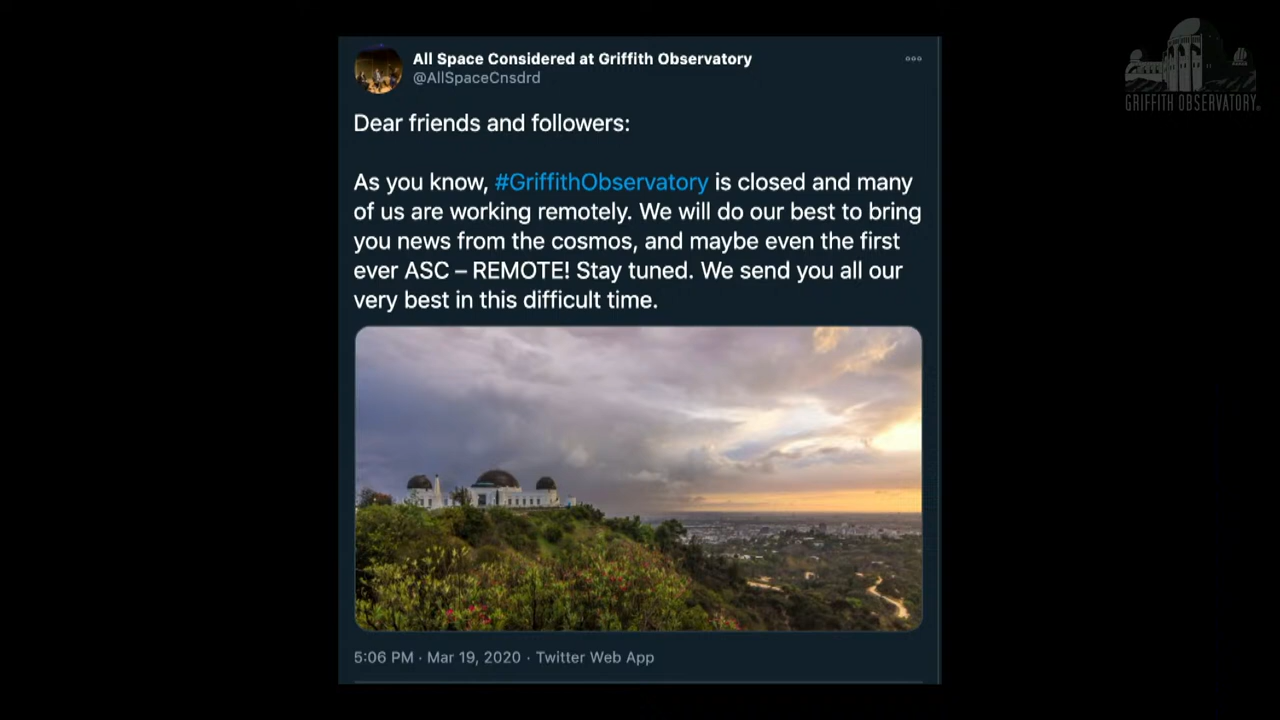 All Space Considered at Griffith Observatory
@AllSpaceCnsdrd
GRIFFITH OBSERVATORY
Dear friends and followers:
As you know, #GriffithObservatory is closed and many
of us are working remotely. We will do our best to bring
you news from the cosmos, and maybe even the first
ever ASC – REMOTE! Stay tuned. We send you all our
very best in this difficult time.
5:06 PM · Mar 19, 2020 · Twitter Web App